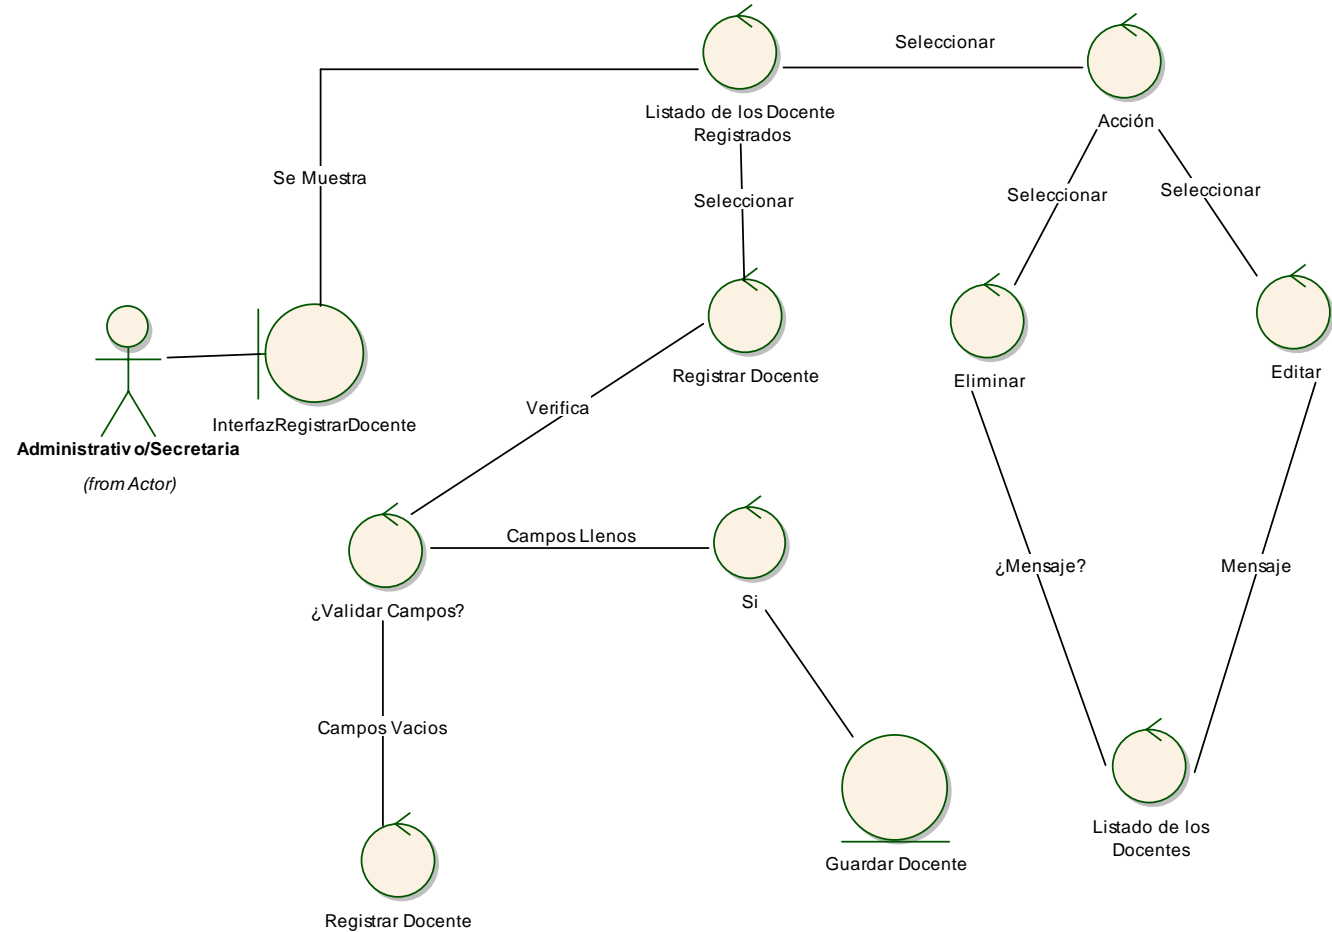 Seleccionar
Listado de los Docente
Registrados
Acción
Se Muestra
Seleccionar
Seleccionar
Seleccionar
Registrar Docente
Eliminar
Editar
InterfazRegistrarDocente
Administrativo/Secretaria
(from Actor)
Verifica
Campos Llenos
¿Mensaje?
Mensaje
¿Validar Campos?
Si
Campos Vacios
Listado de los
Docentes
Guardar Docente
Registrar Docente